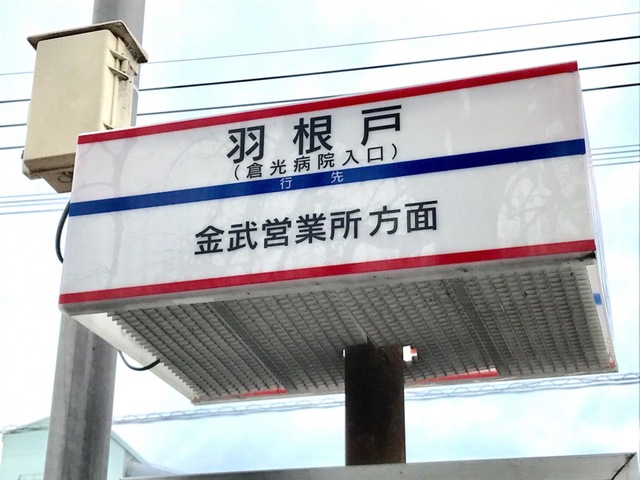 羽根戸
(倉光病院入口)
行先
金武営業所方面